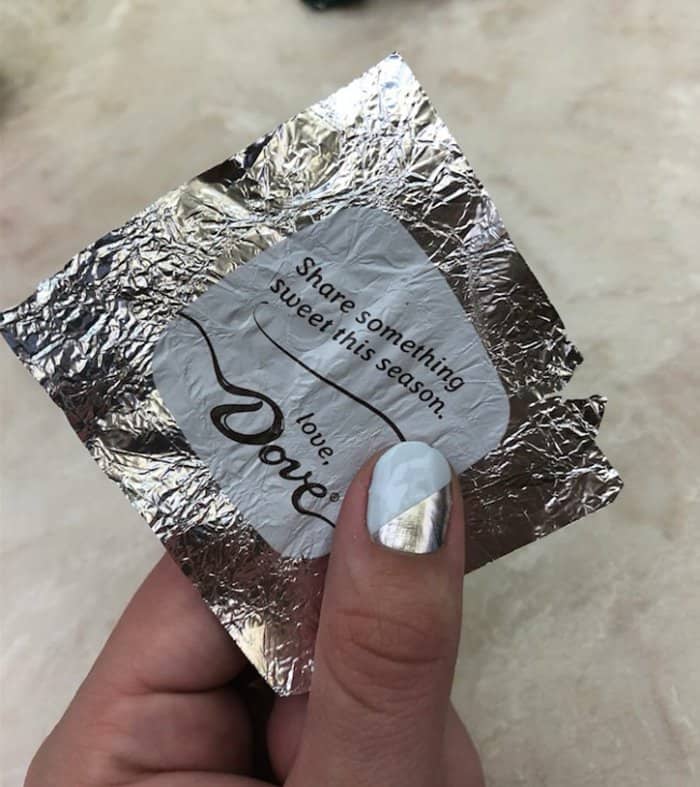 Share something
sweet this season.
love,
Dove®